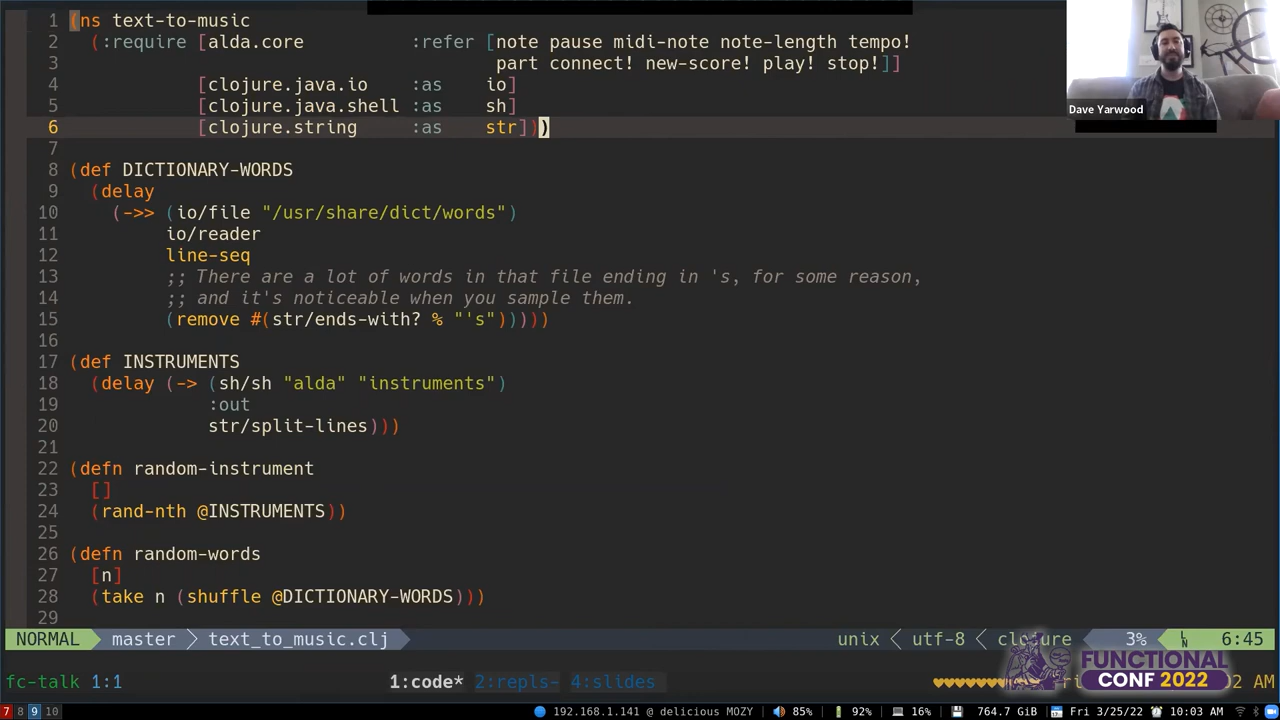 1 (ns text-to-music
2 (:require [alda.core :refer [note pause midi-note note-length tempo!
3 part connect! new-score! play! stop!]]
4 [clojure.java.io :as io]
5 [clojure.java.shell :as sh]
6 [clojure.string :as str]))
7
8 (def DICTIONARY-WORDS
9 (delay
10 (->> (io/file "/usr/share/dict/words")
11 io/reader
12 line-seq
13 ;; There are a lot of words in that file ending in 's, for some reason,
14 ;; and it's noticeable when you sample them.
15 (remove #(str/ends-with? % "'s")))))
16
17 (def INSTRUMENTS
18 (delay (-> (sh/sh "alda" "instruments")
19 :out
20 str/split-lines)))
21
22 (defn random-instrument
23 []
24 (rand-nth @INSTRUMENTS))
25
26 (defn random-words
27 [n]
28 (take n (shuffle @DICTIONARY-WORDS)))
29
Dave Yarwood
NORMAL master text_to_music.clj unix utf-8 clojure 3% LN 6:45
fc-talk 1:1 1:code* 2:repls- 4:slides AM
FUNCTIONAL
CONF 2022
7 8 9 10 192.168.1.141 @ delicious MOZY 85% 92% 16% 764.7 GiB Fri 3/25/22 10:03 AM